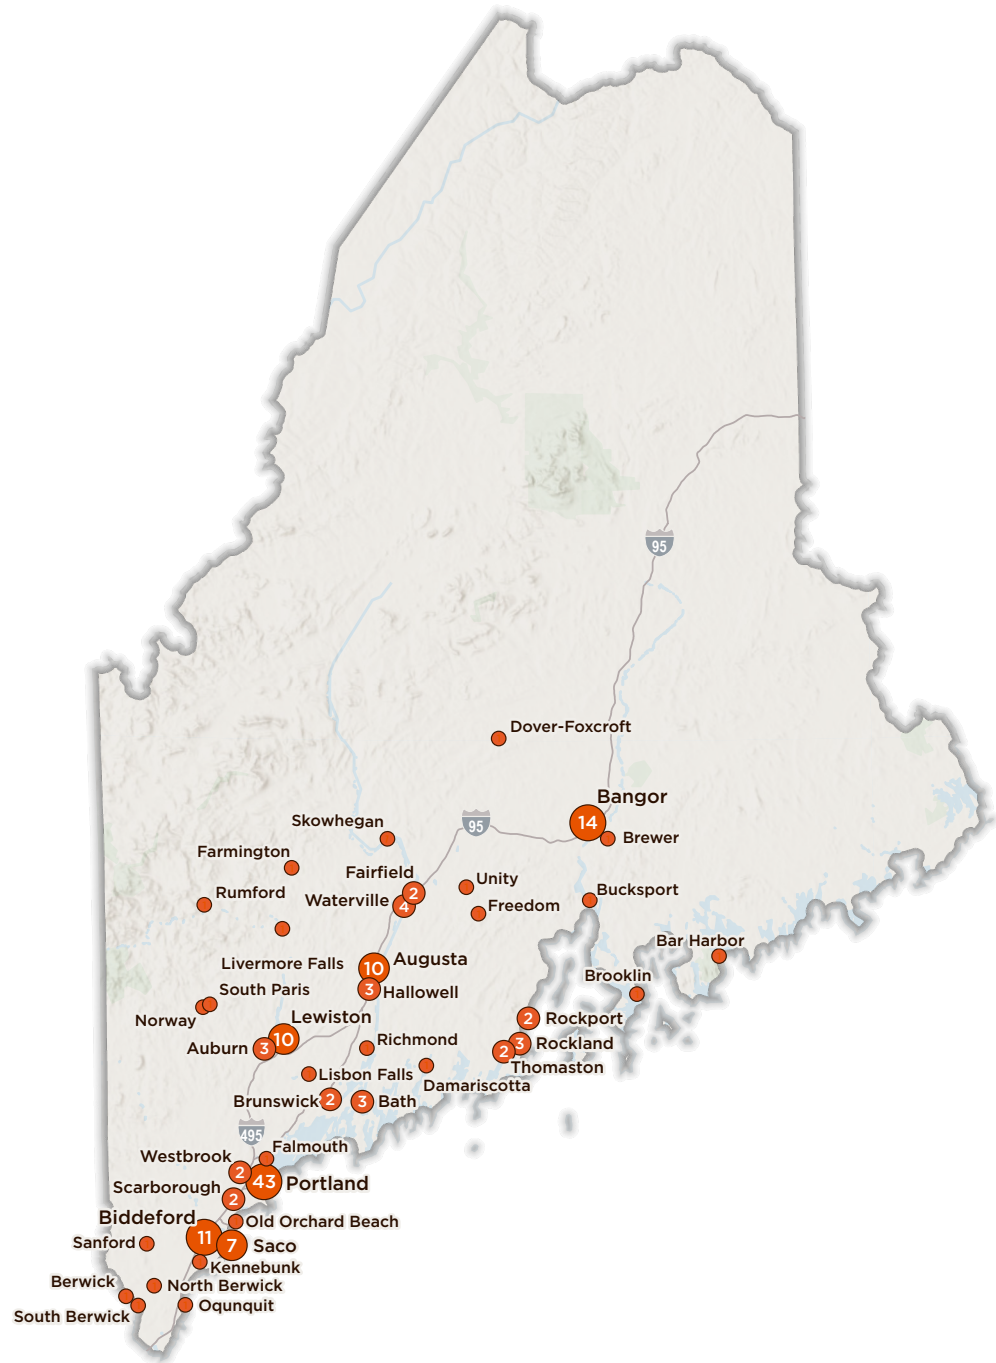 95
Dover-Foxcroft
Bangor
14
Brewer
95
Skowhegan
Farmington
Fairfield
2
Unity
Rumford
Waterville
4
Freedom
Bucksport
Bar Harbor
Livermore Falls
10
Augusta
3
Hallowell
Brooklin
South Paris
Norway
Lewiston
10
Auburn
3
2
Rockport
3
Rockland
2
Thomaston
Richmond
Damariscotta
Lisbon Falls
Brunswick
2
3
Bath
495
Falmouth
Westbrook
2
43
Portland
Scarborough
2
Biddeford
11
Old Orchard Beach
7
Saco
Sanford
Kennebunk
Berwick
North Berwick
South Berwick
Oqunquit